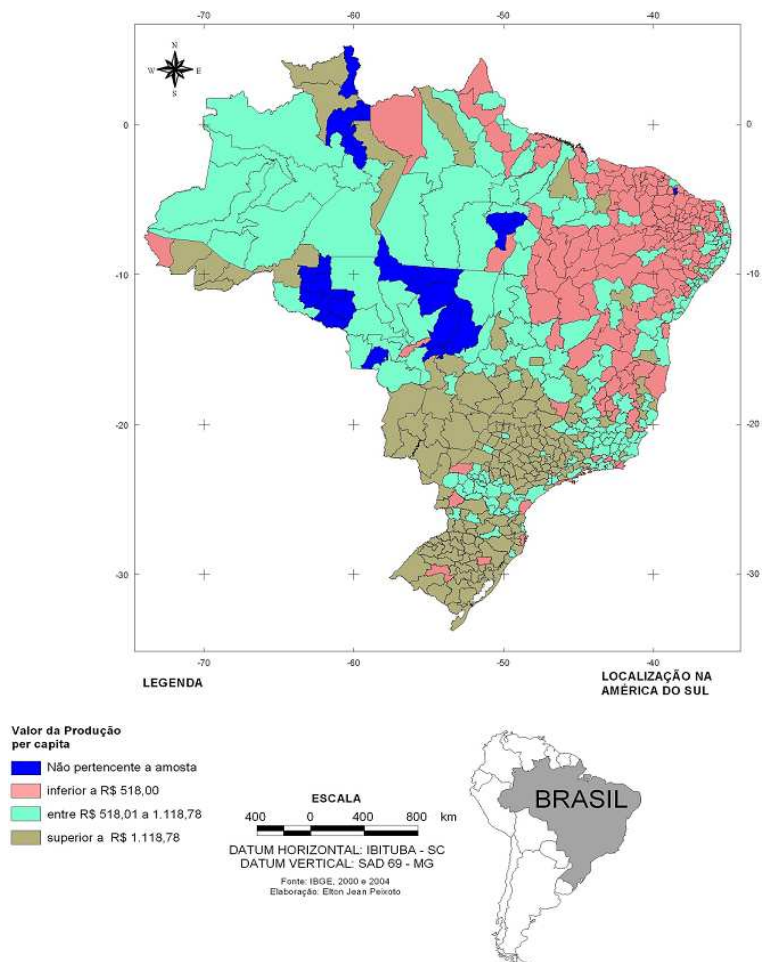 N
W E
S
-70 -60 -50 -40
0 0
-10 -10
-20 -20
-30 -30
-70 -60 -50 -40
LEGENDA
LOCALIZAÇÃO NA
AMÉRICA DO SUL
Valor da Produção
per capita
Não pertencente a amosta
inferior a R$ 518,00
entre R$ 518,01 a 1.118,78
superior a R$ 1.118,78
ESCALA
400 0 400 800 km
DATUM HORIZONTAL: IBITUBA - SC
DATUM VERTICAL: SAD 69 - MG
Fonte: IBGE, 2000 e 2004
Elaboração: Elton Jean Peixoto
BRASIL